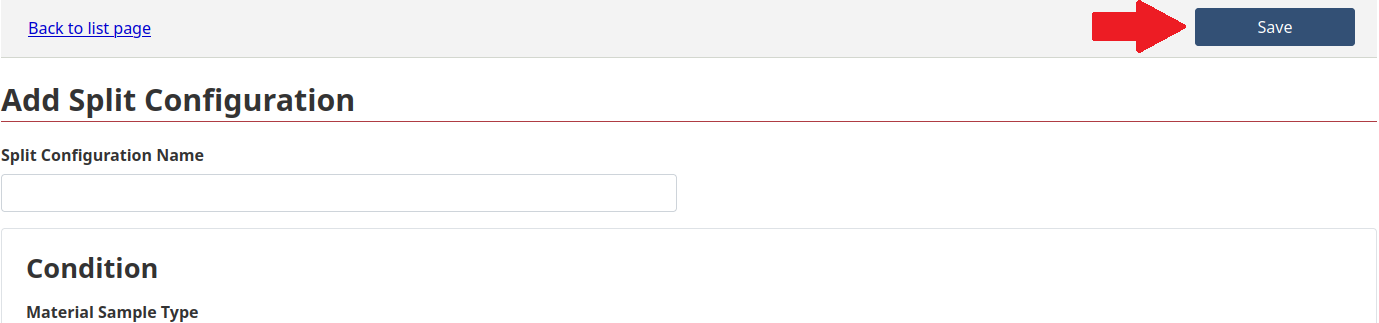 Back to list page
Save
Add Split Configuration
Split Configuration Name
Condition
Material Sample Type